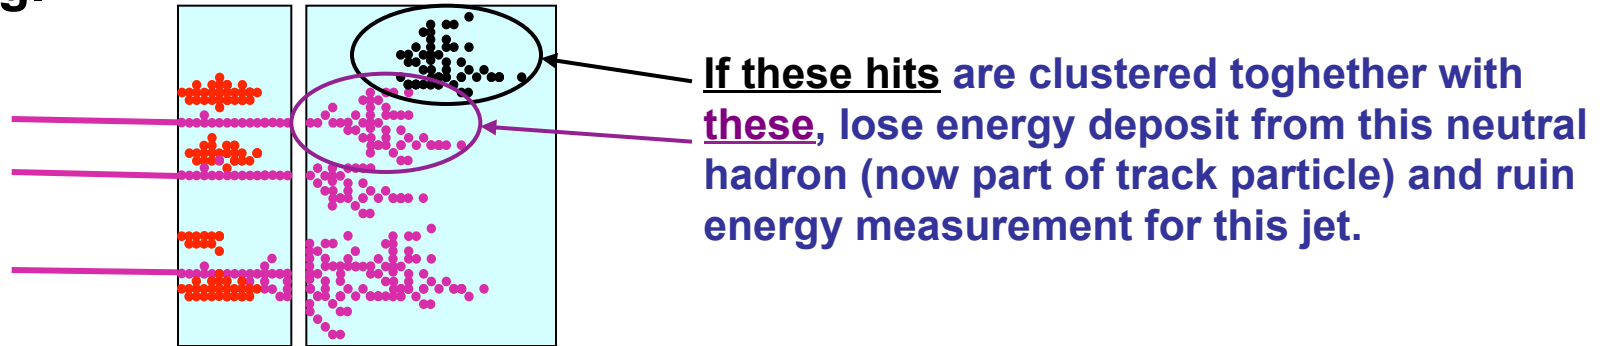 g.
If these hits are clustered toghether with
these, lose energy deposit from this neutral
hadron (now part of track particle) and ruin
energy measurement for this jet.